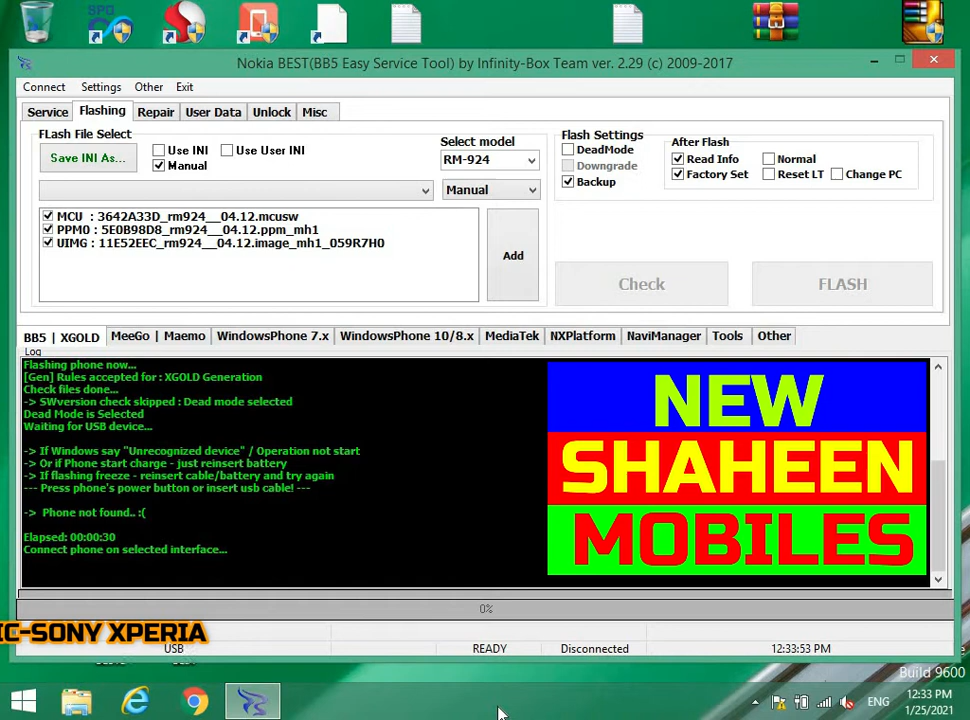 SPD
Nokia BEST(BB5 Easy Service Tool) by Infinity-Box Team ver. 2.29 (c) 2009-2017
Connect Settings Other Exit
Service Flashing Repair User Data Unlock Misc
FLash File Select
Save INI As...
Use INI
Use User INI
Manual
Select model
RM-924
Manual
MCU : 3642A33D_rm924__04.12.mcusw
PPM0 : 5E0B98D8_rm924__04.12.ppm_mh1
UIMG : 11E52EEC_rm924__04.12.image_mh1_059R7H0
Add
Flash Settings
DeadMode
Downgrade
Backup
After Flash
Read Info
Normal
Factory Set
Reset LT
Change PC
Check
FLASH
BB5 | XGOLD MeeGo | Maemo WindowsPhone 7.x WindowsPhone 10/8.x MediaTek NXPlatform NaviManager Tools Other
Log
Flashing phone now...
[Gen] Rules accepted for : XGOLD Generation
Check files done...
-> SWversion check skipped : Dead mode selected
Dead Mode is Selected
Waiting for USB device...
-> If Windows say "Unrecognized device" / Operation not start
-> Or if Phone start charge - just reinsert battery
-> If flashing freeze - reinsert cable/battery and try again
--- Press phone's power button or insert usb cable! ---
-> Phone not found.. :(
Elapsed: 00:00:30
Connect phone on selected interface...
NEW
SHAHEEN
MOBILES
0%
IC-SONY XPERIA
USB
READY
Disconnected
12:33:53 PM
Build 9600
ENG
12:33 PM
1/25/2021